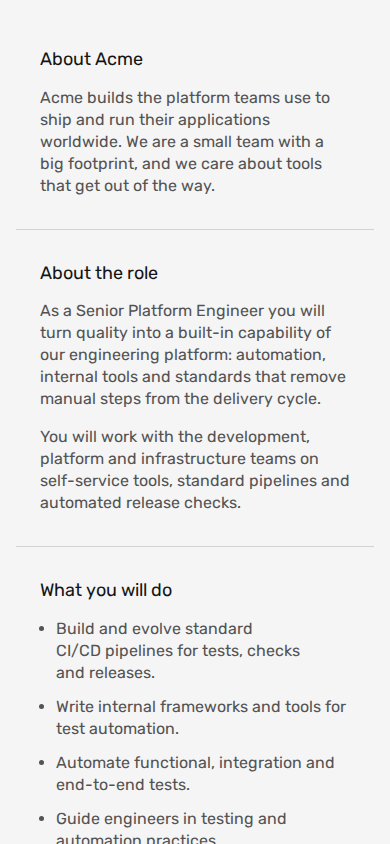 About Acme
Acme builds the platform teams use to
ship and run their applications
worldwide. We are a small team with a
big footprint, and we care about tools
that get out of the way.
About the role
As a Senior Platform Engineer you will
turn quality into a built-in capability of
our engineering platform: automation,
internal tools and standards that remove
manual steps from the delivery cycle.
You will work with the development,
platform and infrastructure teams on
self-service tools, standard pipelines and
automated release checks.
What you will do
• Build and evolve standard
CI/CD pipelines for tests, checks
and releases.
• Write internal frameworks and tools for
test automation.
• Automate functional, integration and
end-to-end tests.
• Guide engineers in testing and
automation practices.